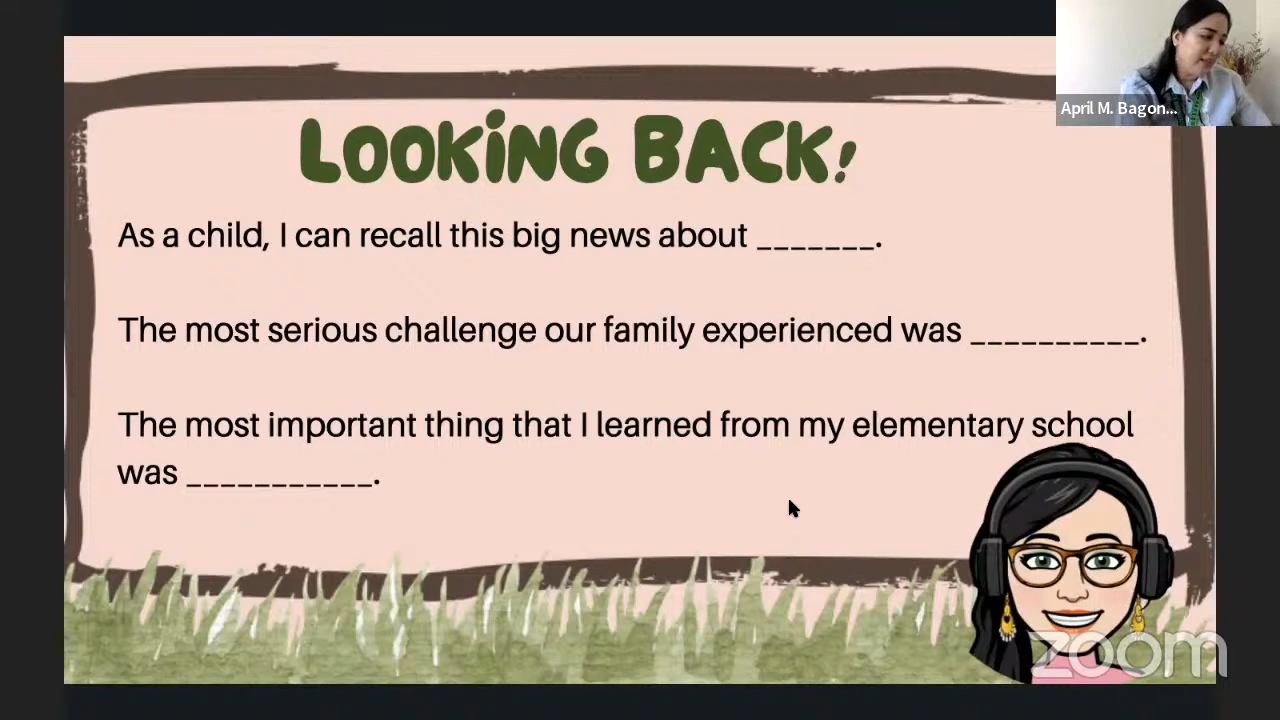 April M. Bagon...
LOOKING BACK!
As a child, I can recall this big news about _______.
The most serious challenge our family experienced was __________.
The most important thing that I learned from my elementary school
was ___________.
zoom